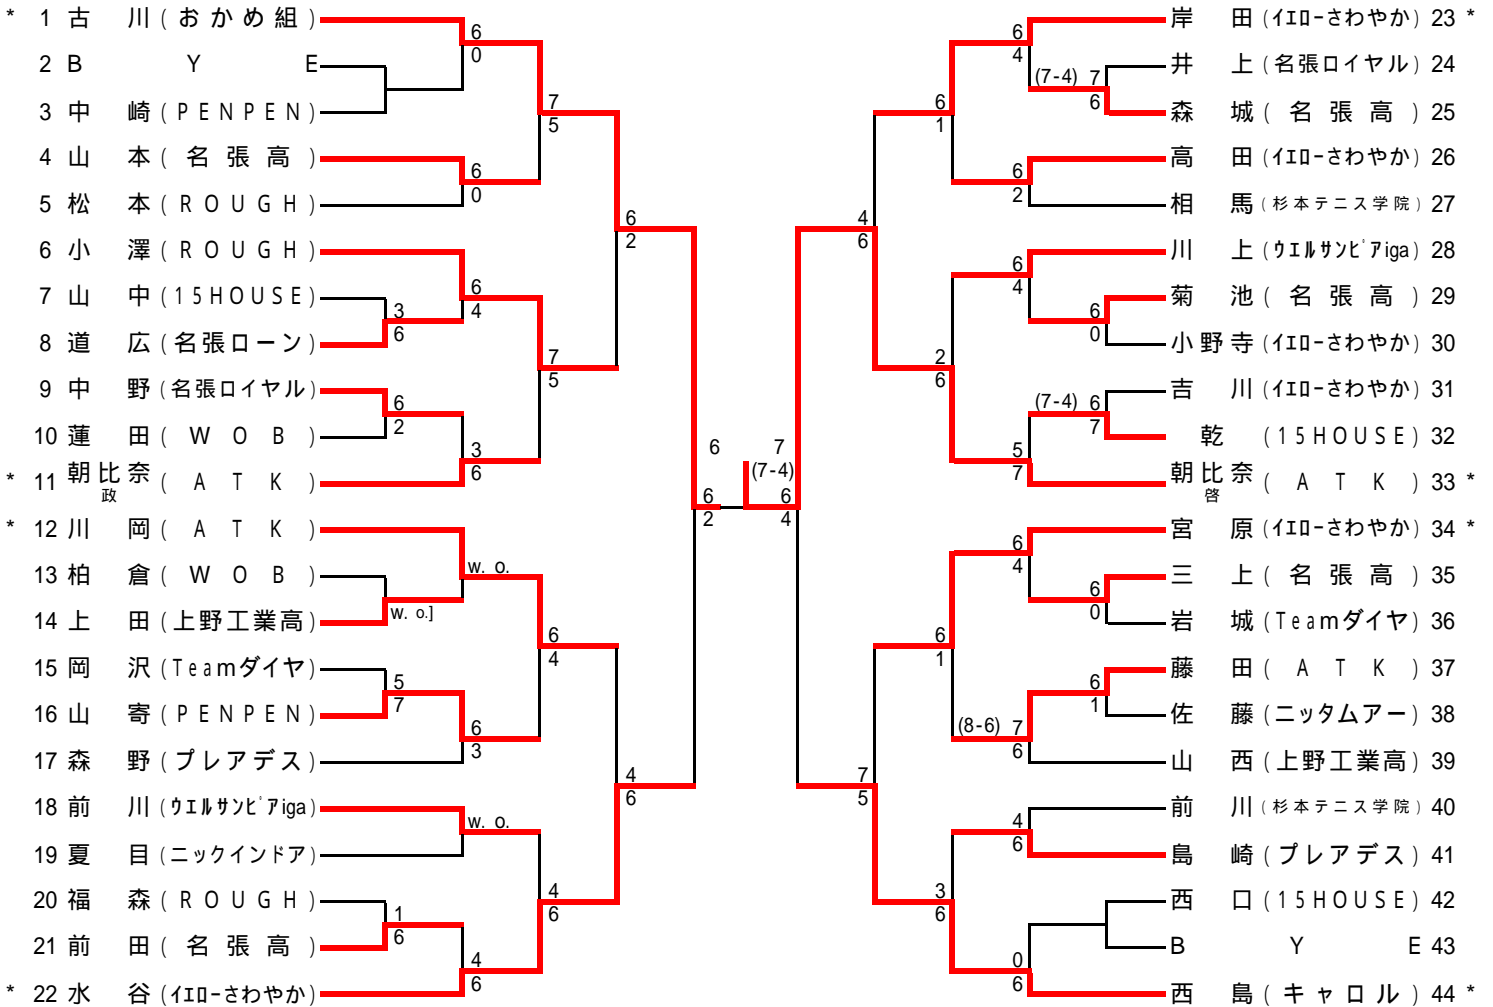 * 1 古 川 (おかめ組)
2 B Y E
3 中 崎 (PENPEN)
4 山 本 (名張高)
5 松 本 (ROUGH)
6 小 澤 (ROUGH)
7 山 中 (15HOUSE)
8 道 広 (名張ローン)
9 中 野 (名張ロイヤル)
10 蓮 田 (WOB)
* 11 朝比奈 政 (ATK)
* 12 川 岡 (ATK)
13 柏 倉 (WOB)
14 上 田 (上野工業高)
15 岡 沢 (Teamダイヤ)
16 山 寄 (PENPEN)
17 森 野 (プレアデス)
18 前 川 (ウエルサンピアiga)
19 夏 目 (ニックインドア)
20 福 森 (ROUGH)
21 前 田 (名張高)
* 22 水 谷 (イエローさわやか)
6
0
6
0
3
6
6
4
6
2
3
6
w. o.]
w. o.
5
7
6
3
w. o.
1
6
4
6
7
5
7
5
6
4
4
6
6
2
4
6
6
2
6 7
(7-4)
6
4
4
6
7
5
6
1
2
6
6
1
3
6
6
4
(7-4) 7
6
6
2
6
4
6
0
(7-4) 6
7
5
7
6
4
6
0
6
1
(8-6) 7
6
4
6
0
6
岸 田 (イエローさわやか) 23 *
井 上 (名張ロイヤル) 24
森 城 (名張高) 25
高 田 (イエローさわやか) 26
相 馬 (杉本テニス学院) 27
川 上 (ウエルサンピアiga) 28
菊 池 (名張高) 29
小野寺 (イエローさわやか) 30
吉 川 (イエローさわやか) 31
乾 (15HOUSE) 32
朝比奈 啓 (ATK) 33 *
宮 原 (イエローさわやか) 34 *
三 上 (名張高) 35
岩 城 (Teamダイヤ) 36
藤 田 (ATK) 37
佐 藤 (ニッタムアー) 38
山 西 (上野工業高) 39
前 川 (杉本テニス学院) 40
島 崎 (プレアデス) 41
西 口 (15HOUSE) 42
B Y E 43
西 島 (キャロル) 44 *